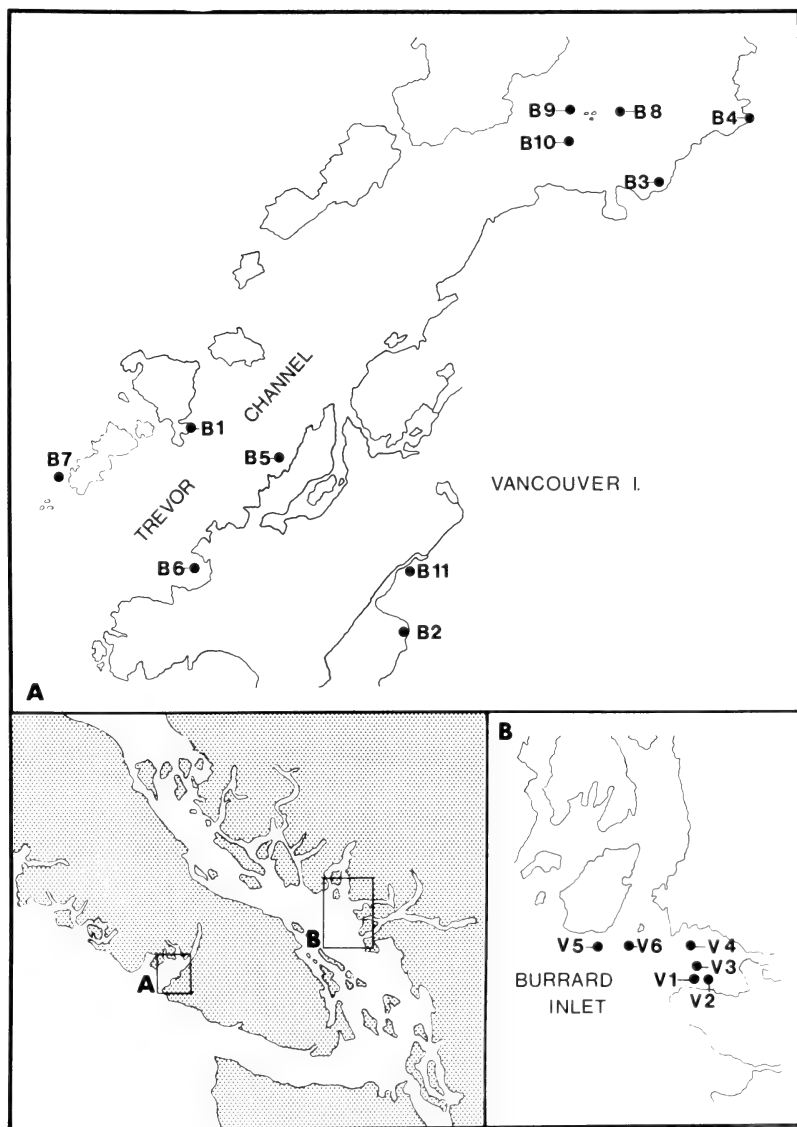 B9 B8 B4
B10
B3
CHANNEL
B1
B7
B5
VANCOUVER I.
TREVOR
B6
B11
B2
A
B
B
A
V5 V6 V4
V3
BURRARD
INLET
V1
V2